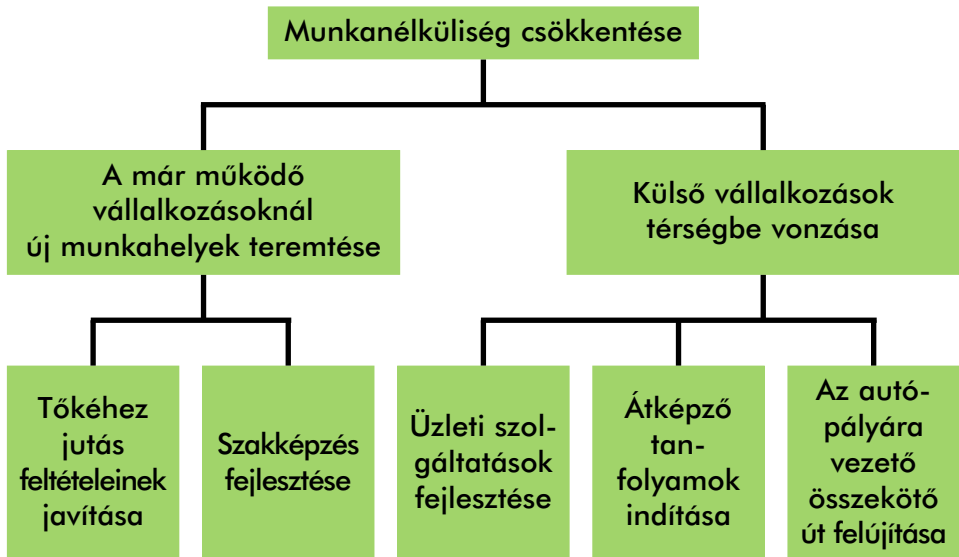 Munkanélküliség csökkentése
A már működő
vállalkozásoknál
új munkahelyek teremtése
Külső vállalkozások
térségbe vonzása
Tőkéhez
jutás
feltételeinek
javítása
Szakképzés
fejlesztése
Üzleti szol-
gáltatások
fejlesztése
Átképző
tan-
folyamok
indítása
Az autó-
pályára
vezető
összekötő
út felújítása